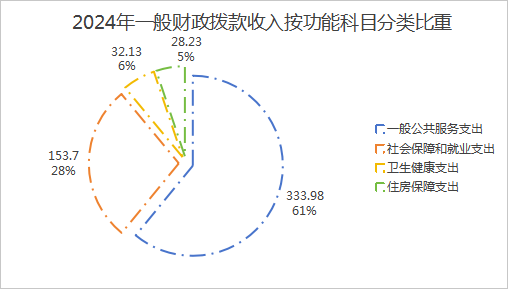 2024年一般财政拨款收入按功能科目分类比重
28.23
5%
32.13
6%
153.7
28%
333.98
61%
一般公共服务支出
社会保障和就业支出
卫生健康支出
住房保障支出